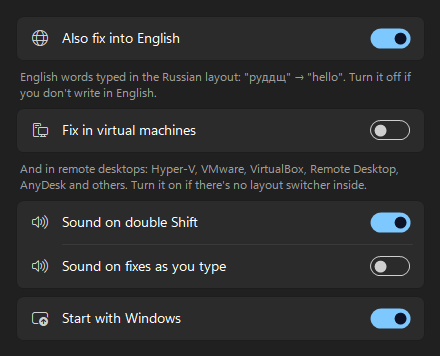 Also fix into English
English words typed in the Russian layout: "руддщ" → "hello". Turn it off if
you don't write in English.
Fix in virtual machines
And in remote desktops: Hyper-V, VMware, VirtualBox, Remote Desktop,
AnyDesk and others. Turn it on if there's no layout switcher inside.
Sound on double Shift
Sound on fixes as you type
Start with Windows